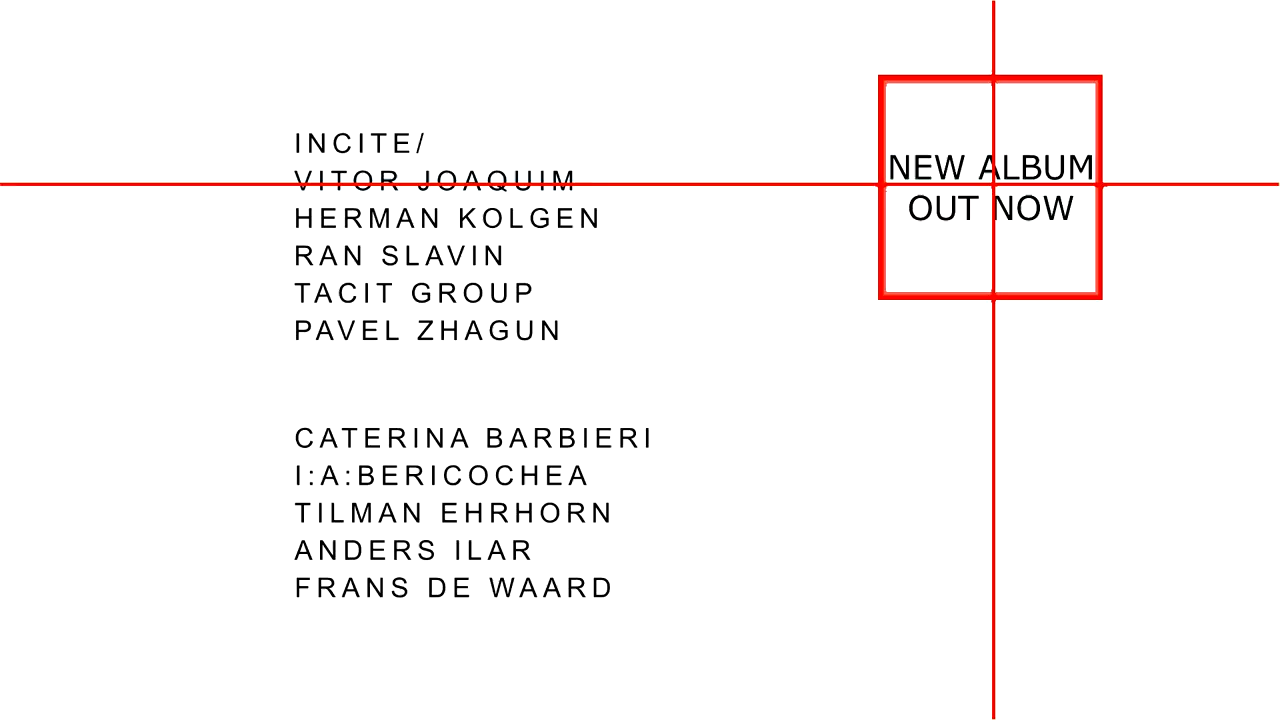 INCITE/
VITOR JOAQUIM
HERMAN KOLGEN
RAN SLAVIN
TACIT GROUP
PAVEL ZHAGUN
CATERINA BARBIERI
I:A:BERICOCHEA
TILMAN EHRHORN
ANDERS ILAR
FRANS DE WAARD
NEW ALBUM
OUT NOW